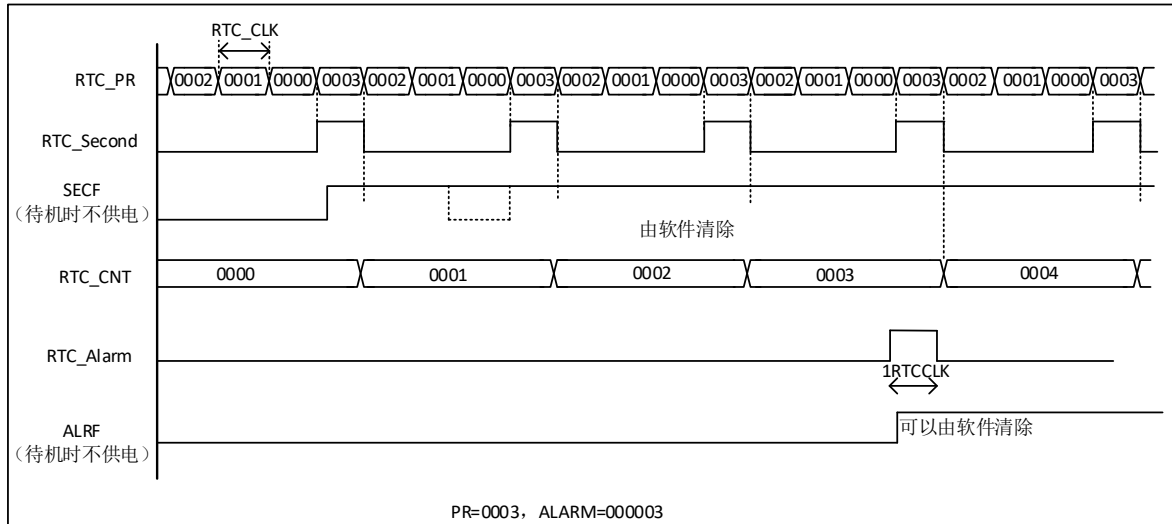 RTC_CLK
RTC_PR 0002 0001 0000 0003 0002 0001 0000 0003 0002 0001 0000 0003 0002 0001 0000 0003 0002 0001 0000 0003
RTC_Second
SECF
(待机时不供电)
由软件清除
RTC_CNT 0000 0001 0002 0003 0004
RTC_Alarm
1RTCCLK
ALRF
可以由软件清除
(待机时不供电)
PR=0003，ALARM=000003